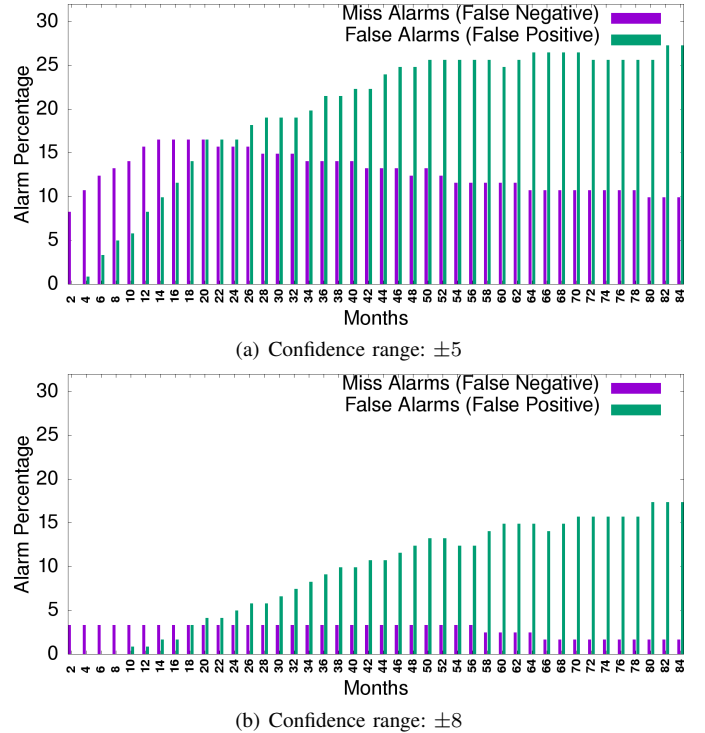 Miss Alarms (False Negative)
False Alarms (False Positive)
30
25
20
15
10
5
0
Alarm Percentage
2 4 6 8 10 12 14 16 18 20 22 24 26 28 30 32 34 36 38 40 42 44 46 48 50 52 54 56 58 60 62 64 66 68 70 72 74 76 78 80 82 84
Months
(a) Confidence range: ±5
Miss Alarms (False Negative)
False Alarms (False Positive)
30
25
20
15
10
5
0
Alarm Percentage
2 4 6 8 10 12 14 16 18 20 22 24 26 28 30 32 34 36 38 40 42 44 46 48 50 52 54 56 58 60 62 64 66 68 70 72 74 76 78 80 82 84
Months
(b) Confidence range: ±8